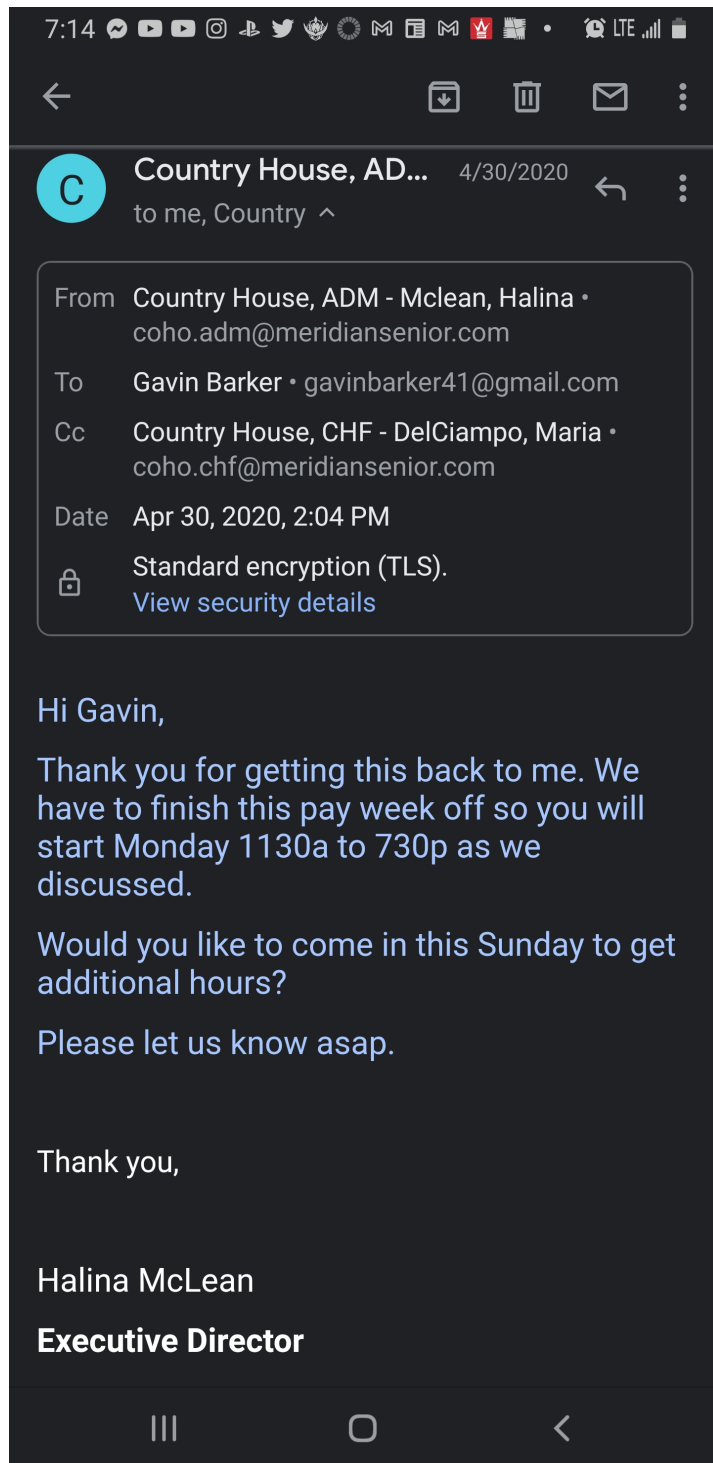 7:14
LTE
Country House, AD... 4/30/2020
C
to me, Country
From Country House, ADM - Mclean, Halina •
coho.adm@meridiansenior.com
To Gavin Barker • gavinbarker41@gmail.com
Cc Country House, CHF - DelCiampo, Maria •
coho.chf@meridiansenior.com
Date Apr 30, 2020, 2:04 PM
Standard encryption (TLS).
View security details
Hi Gavin,
Thank you for getting this back to me. We
have to finish this pay week off so you will
start Monday 1130a to 730p as we
discussed.
Would you like to come in this Sunday to get
additional hours?
Please let us know asap.
Thank you,
Halina McLean
Executive Director